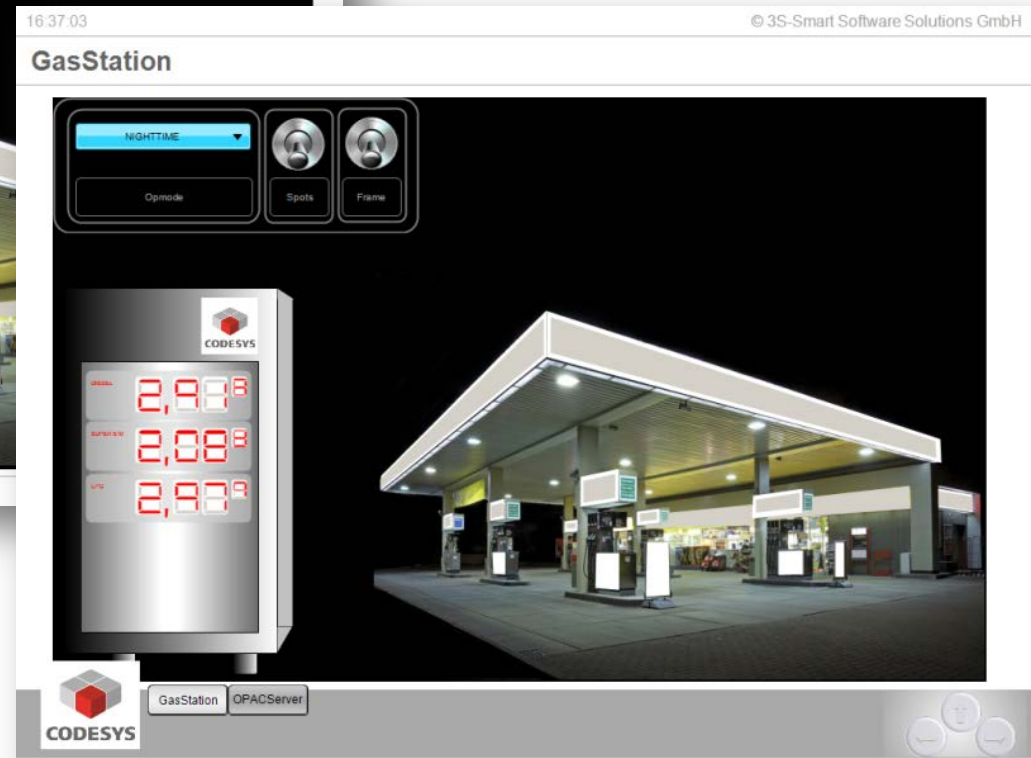 16:37:03
© 3S-Smart Software Solutions GmbH
GasStation
NIGHTTIME
Opmode
Spots
Frame
CODESYS
2,08
GasStation
OPACServer
CODESYS